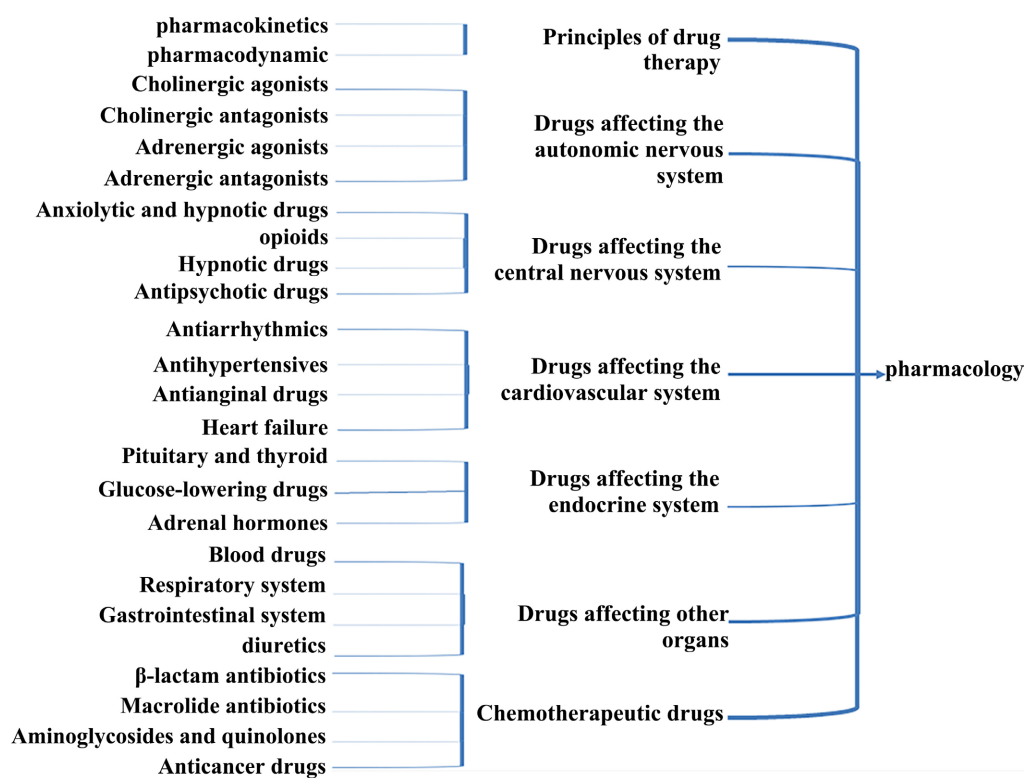 pharmacokinetics
pharmacodynamic
Cholinergic agonists
Cholinergic antagonists
Adrenergic agonists
Adrenergic antagonists
Anxiolytic and hypnotic drugs
opioids
Hypnotic drugs
Antipsychotic drugs
Antiarrhythmics
Antihypertensives
Antianginal drugs
Heart failure
Pituitary and thyroid
Glucose-lowering drugs
Adrenal hormones
Blood drugs
Respiratory system
Gastrointestinal system
diuretics
β-lactam antibiotics
Macrolide antibiotics
Aminoglycosides and quinolones
Anticancer drugs
Principles of drug
therapy
Drugs affecting the
autonomic nervous
system
Drugs affecting the
central nervous system
Drugs affecting the
cardiovascular system
Drugs affecting the
endocrine system
Drugs affecting other
organs
Chemotherapeutic drugs
pharmacology